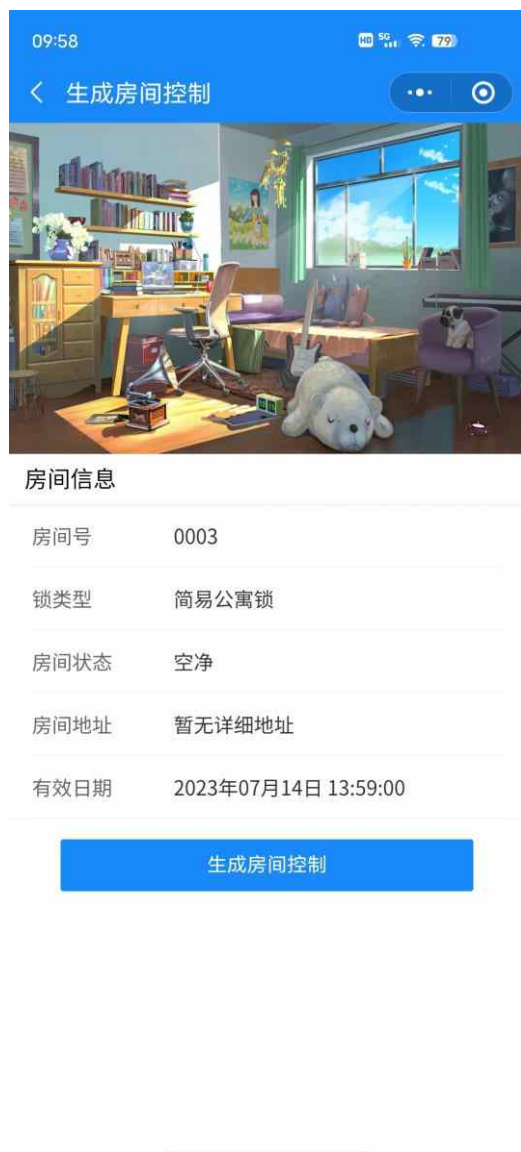 09:58
HD 5G 79
生成房间控制
房间信息
房间号 0003
锁类型 简易公寓锁
房间状态 空净
房间地址 暂无详细地址
有效日期 2023年07月14日 13:59:00
生成房间控制